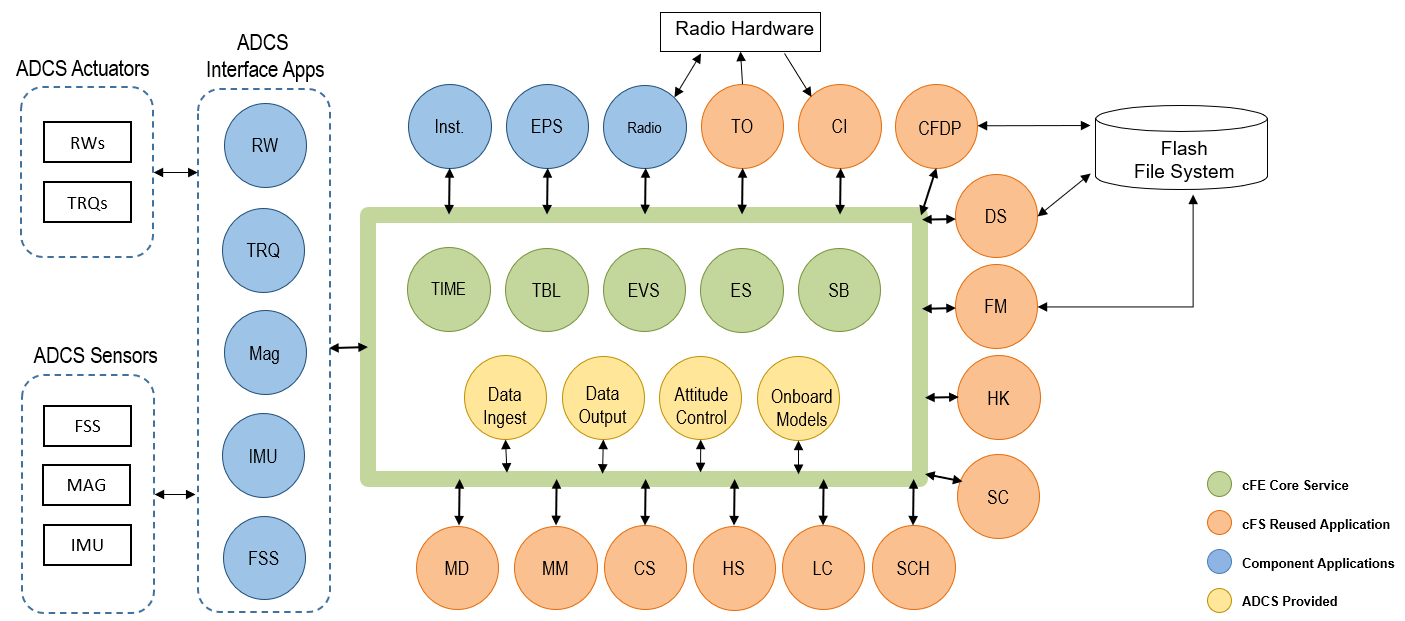 Radio Hardware
ADCS
Interface Apps
ADCS Actuators
RWs
TRQs
RW
TRQ
Mag
IMU
FSS
ADCS Sensors
FSS
MAG
IMU
Inst.
EPS
Radio
TO
CI
CFDP
Flash
File System
DS
FM
HK
SC
TIME
TBL
EVS
ES
SB
Data
Ingest
Data
Output
Attitude
Control
Onboard
Models
MD
MM
CS
HS
LC
SCH
cFE Core Service
cFS Reused Application
Component Applications
ADCS Provided